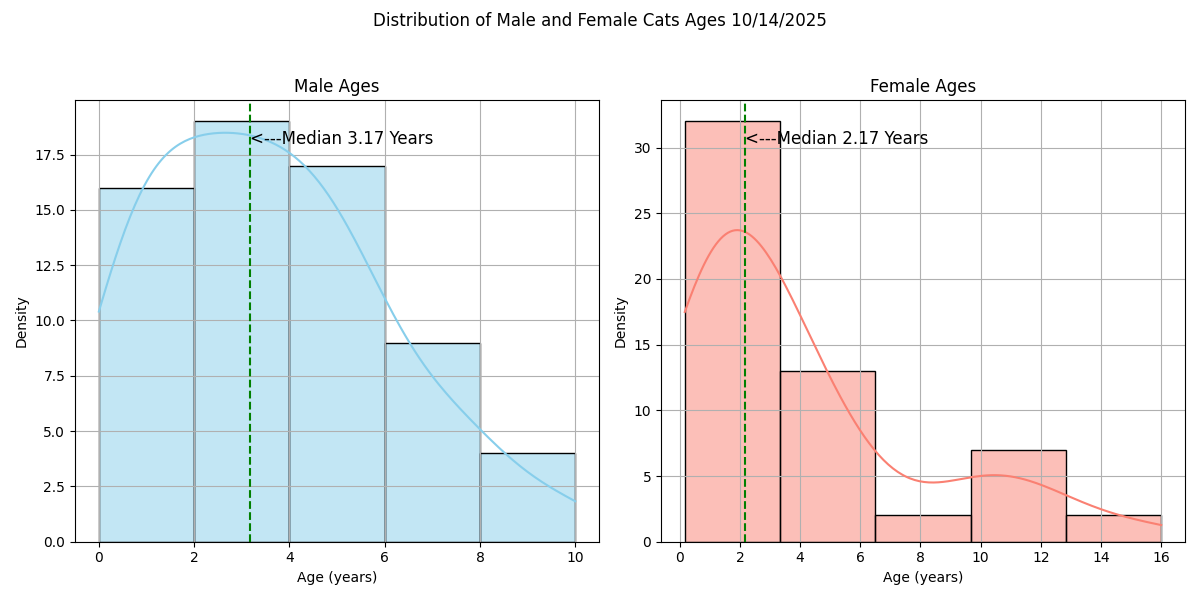 Distribution of Male and Female Cats Ages 10/14/2025
Male Ages
<---Median 3.17 Years
17.5
15.0
12.5
10.0
7.5
5.0
2.5
0.0
Density
0 2 4 6 8 10
Age (years)
Female Ages
<---Median 2.17 Years
30
25
20
15
10
5
0
Density
0 2 4 6 8 10 12 14 16
Age (years)